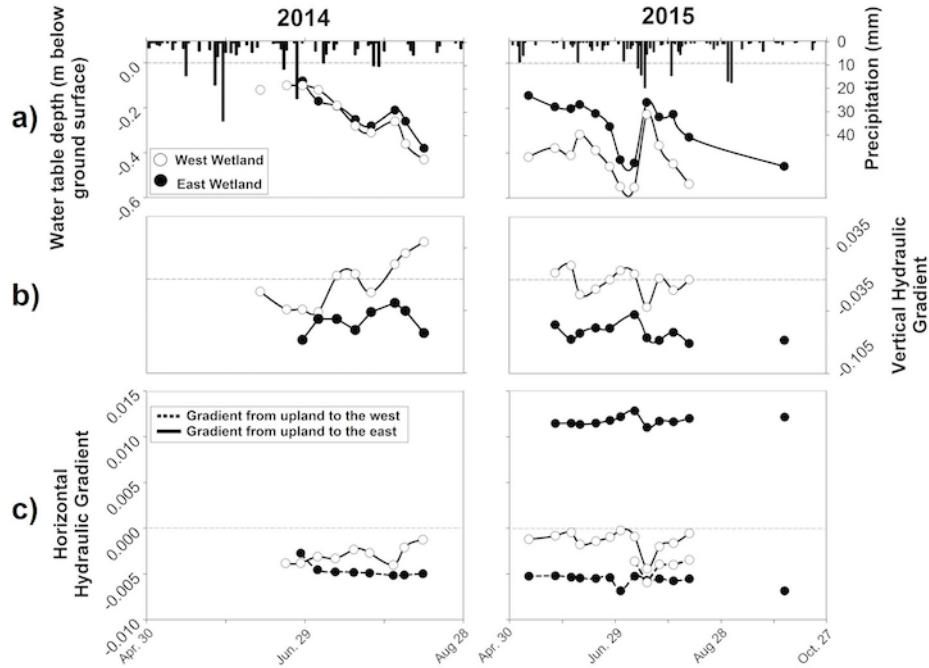 2014
2015
a)
Water table depth (m below
ground surface)
0.0
-0.2
-0.4
-0.6
West Wetland
East Wetland
0
10
20
30
40
Precipitation (mm)
b)
0.035
-0.035
-0.105
Vertical Hydraulic
Gradient
c)
Horizontal
Hydraulic Gradient
0.015
0.010
0.005
0.000
-0.005
-0.010
Gradient from upland to the west
Gradient from upland to the east
Apr. 30
Jun. 29
Aug. 28
Apr. 30
Jun. 29
Aug. 28
Oct. 27